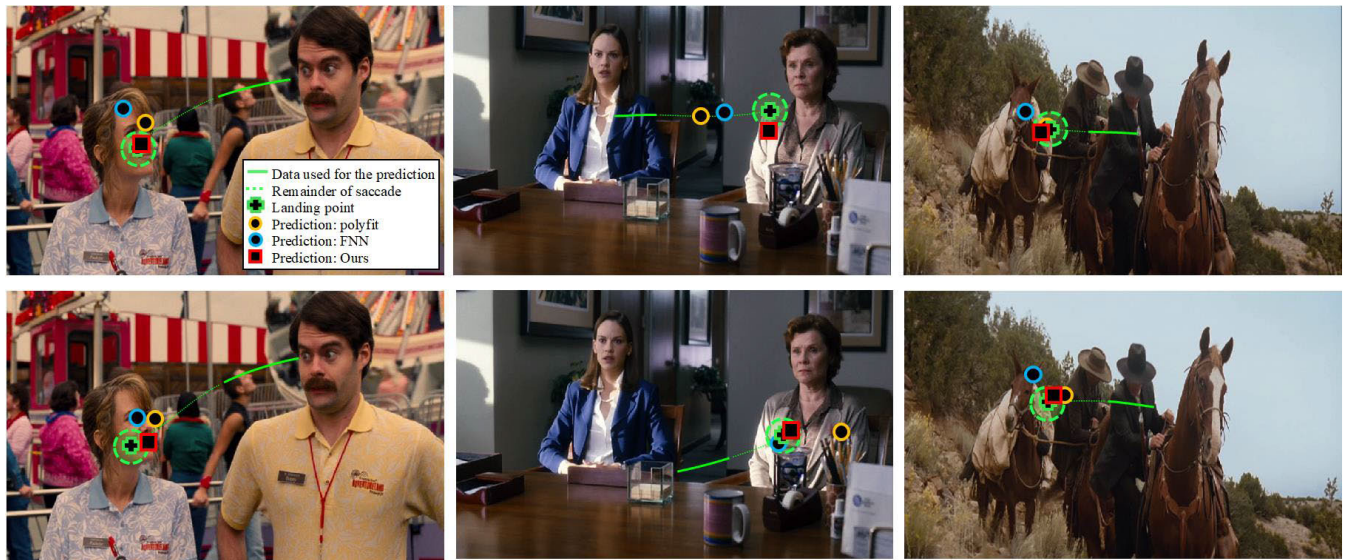 Data used for the prediction
Remainder of saccade
Landing point
Prediction: polyfit
Prediction: FNN
Prediction: Ours